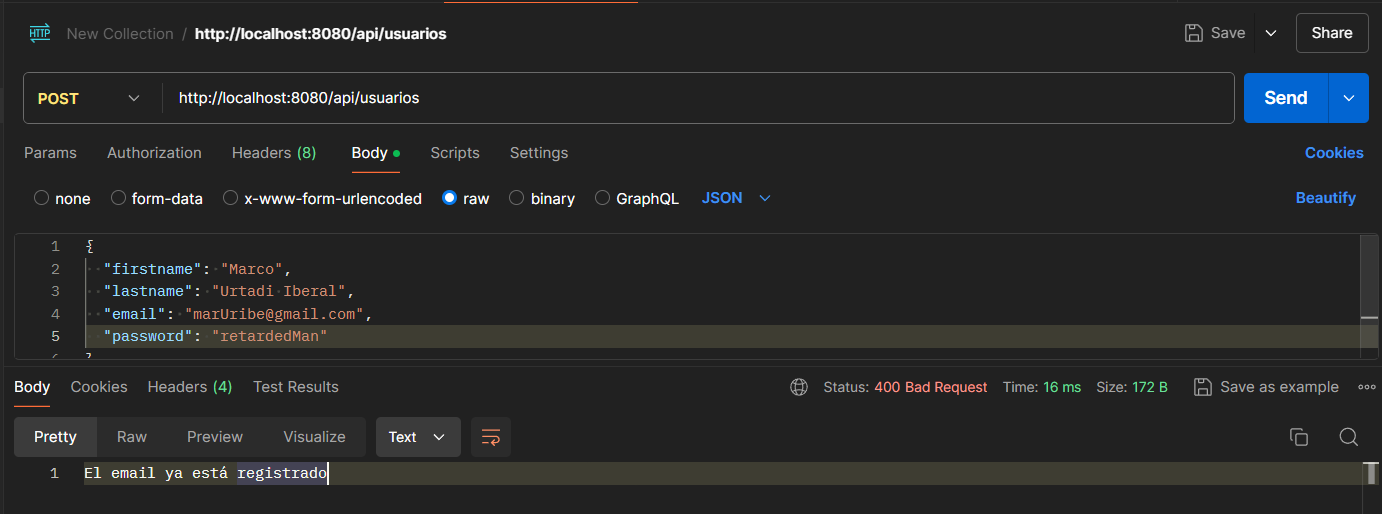 HTTP New Collection / http://localhost:8080/api/usuarios Save Share
POST http://localhost:8080/api/usuarios Send
Params Authorization Headers (8) Body Scripts Settings Cookies
none form-data x-www-form-urlencoded raw binary GraphQL JSON Beautify
1 {
2 "firstname": "Marco",
3 "lastname": "Urtadi Iberal",
4 "email": "marUribe@gmail.com",
5 "password": "retardedMan"
6 }
Body Cookies Headers (4) Test Results Status: 400 Bad Request Time: 16 ms Size: 172 B Save as example
Pretty Raw Preview Visualize Text
1 El email ya está registrado